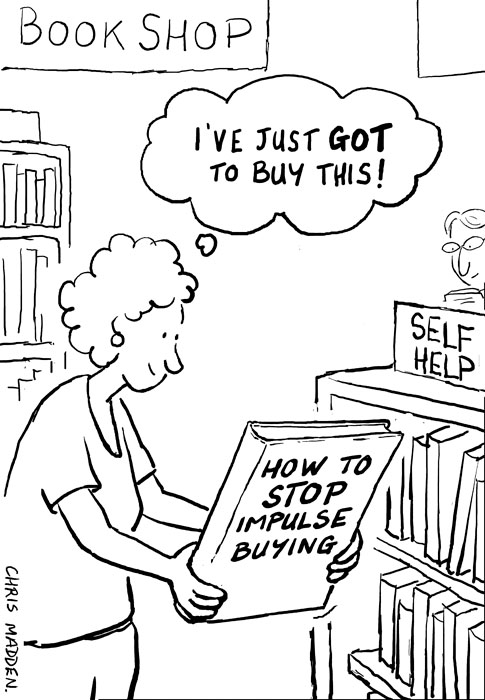 BOOK SHOP
I'VE JUST GOT
TO BUY THIS!
SELF
HELP
HOW TO
STOP
IMPULSE
BUYING
CHRIS MADDEN.